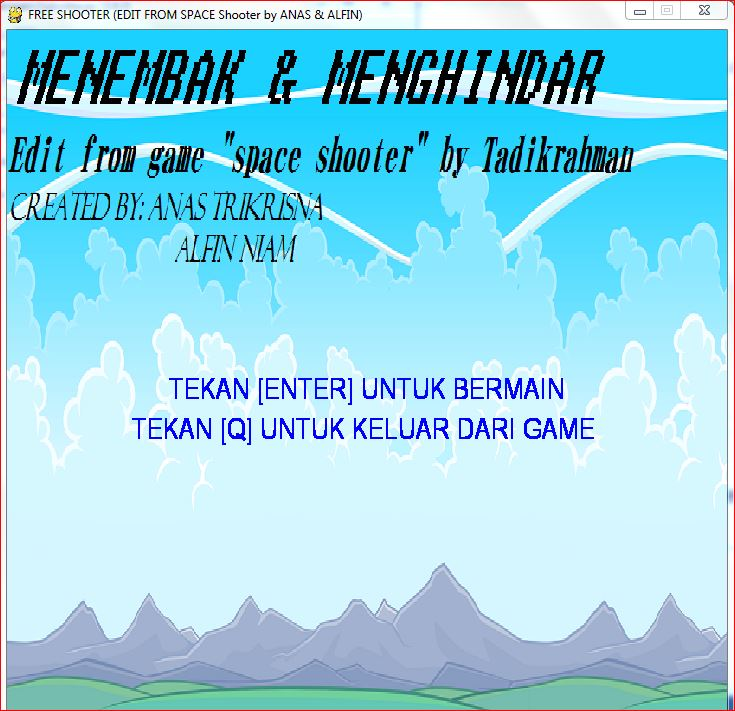 FREE SHOOTER (EDIT FROM SPACE Shooter by ANAS & ALFIN)
MENEMBAK & MENGHINDAR
Edit from game "space shooter" by Tadikrahman
CREATED BY: ANAS TRIKRISNA
ALFIN NIAM
TEKAN [ENTER] UNTUK BERMAIN
TEKAN [Q] UNTUK KELUAR DARI GAME